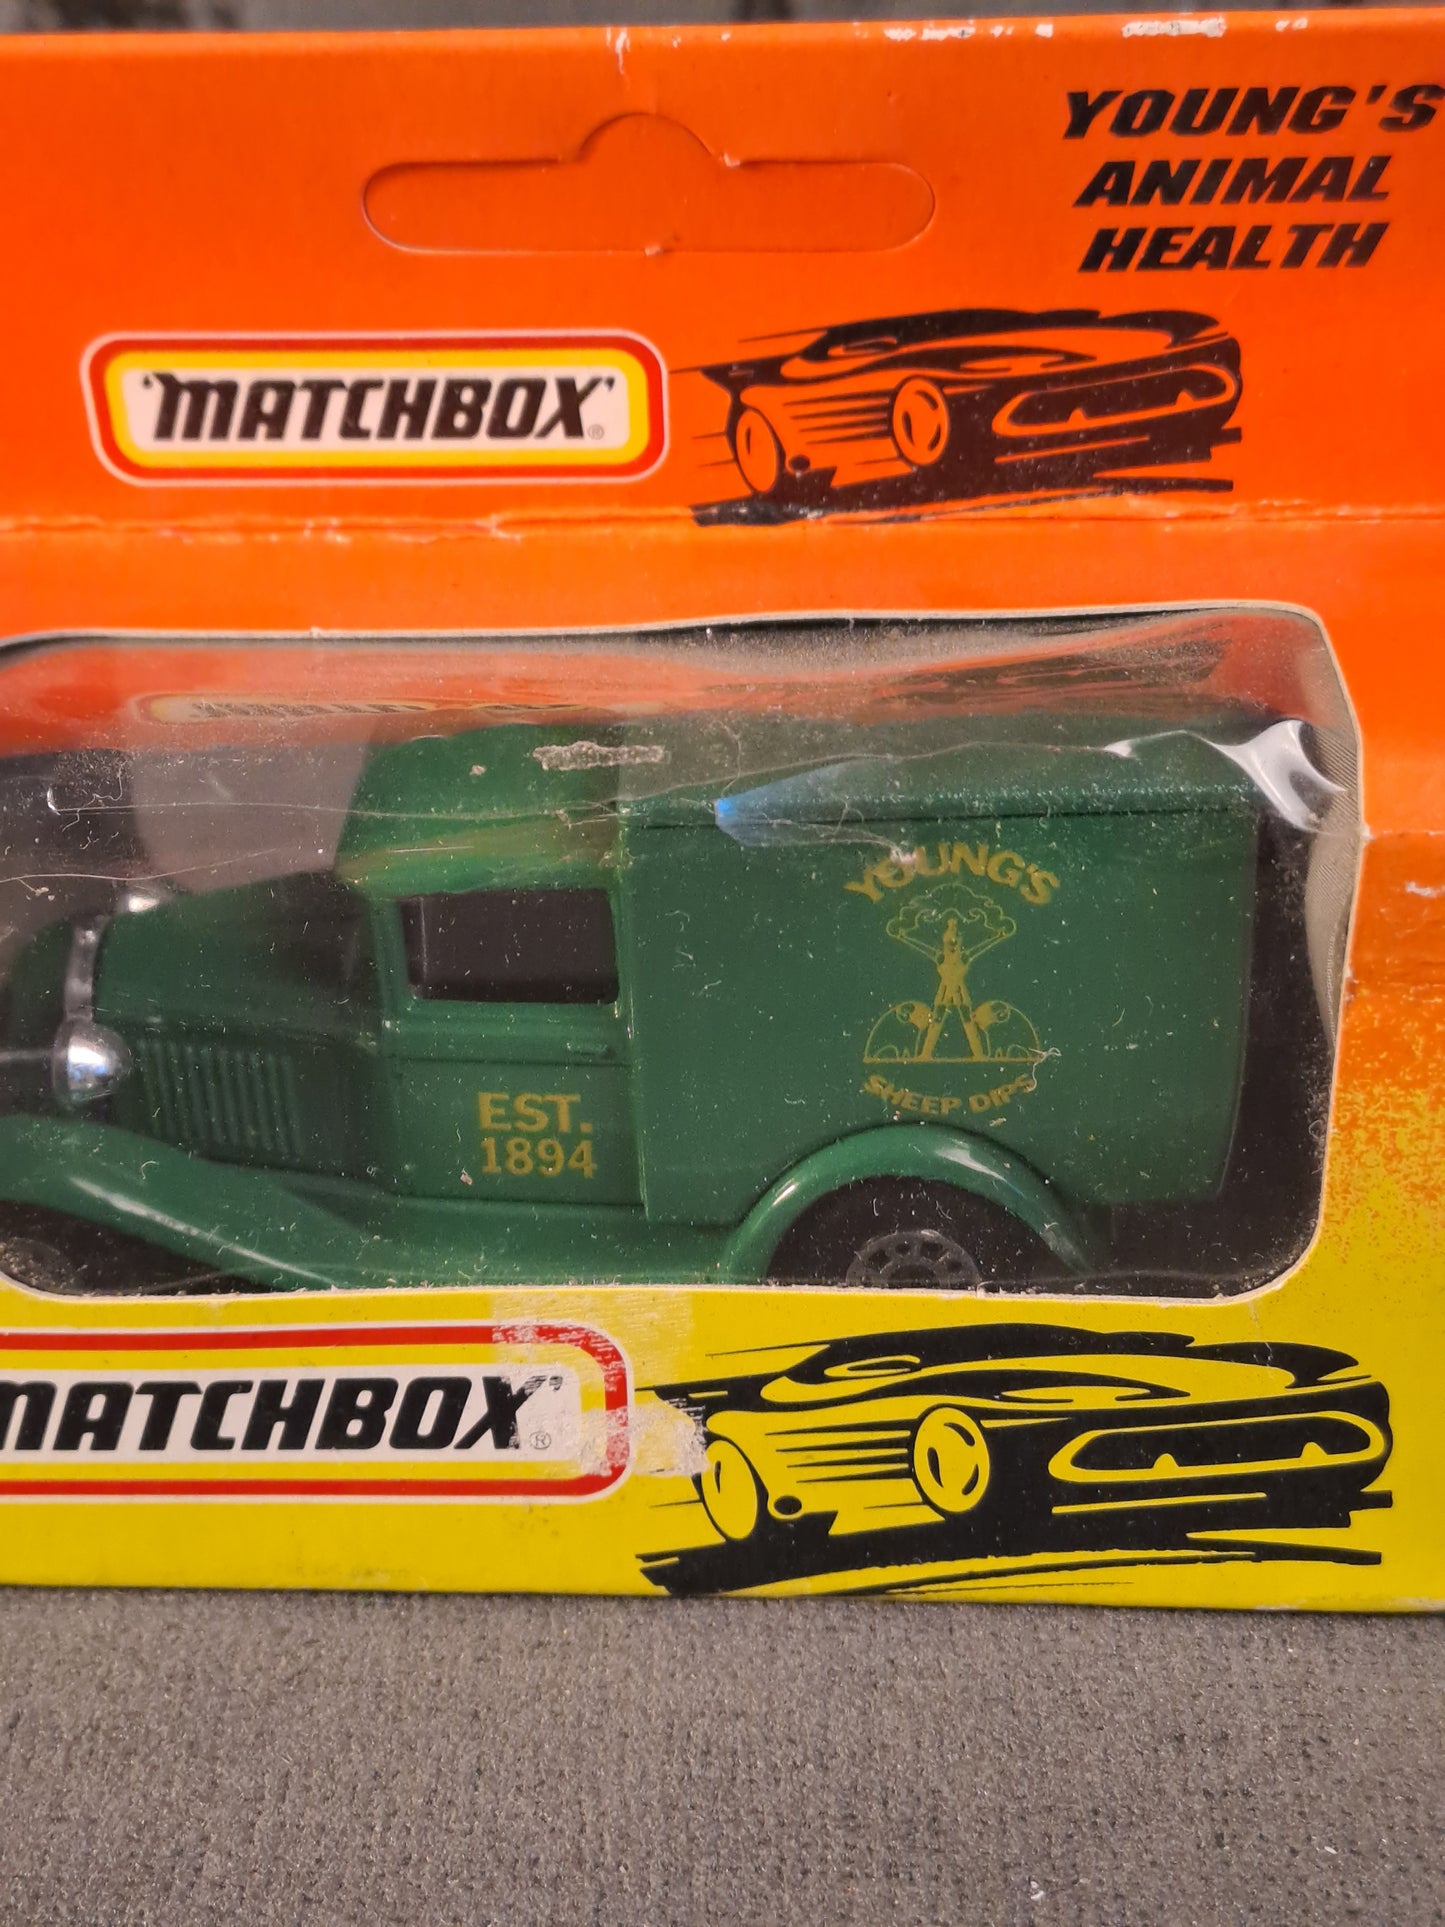 YOUNG'S
ANIMAL
HEALTH
'MATCHBOX'®
YOUNG'S
SHEEP DIPS
EST.
1894
MATCHBOX'®